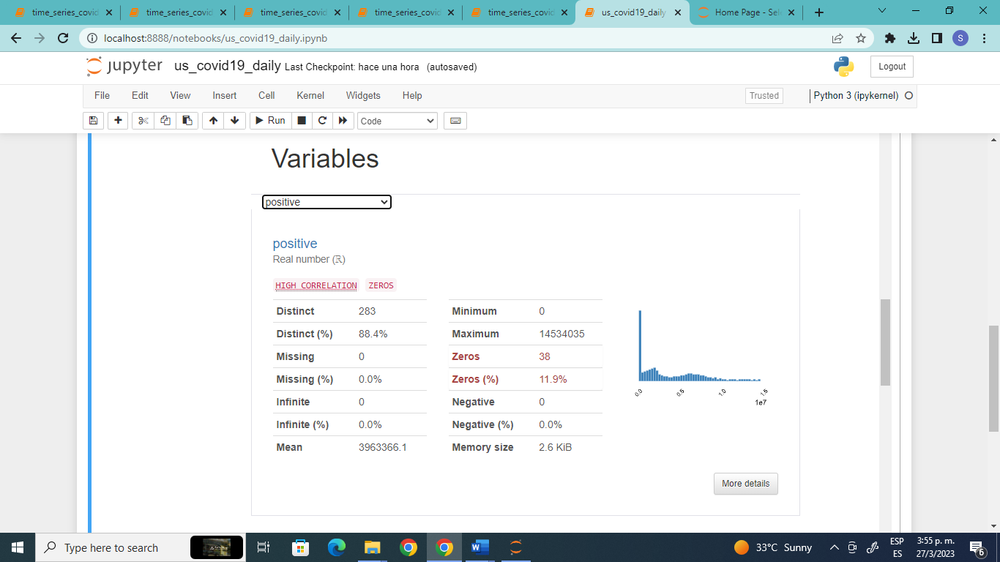 time_series_covid
time_series_covid
time_series_covid
time_series_covid
time_series_covid
us_covid19_daily
Home Page - Sele
localhost:8888/notebooks/us_covid19_daily.ipynb
S
jupyter us_covid19_daily Last Checkpoint: hace una hora (autosaved)
Logout
File Edit View Insert Cell Kernel Widgets Help
Trusted
Python 3 (ipykernel)
Run
Code
Variables
positive
positive
Real number (ℝ)
HIGH CORRELATION ZEROS
Distinct 283
Distinct (%) 88.4%
Missing 0
Missing (%) 0.0%
Infinite 0
Infinite (%) 0.0%
Mean 3963366.1
Minimum 0
Maximum 14534035
Zeros 38
Zeros (%) 11.9%
Negative 0
Negative (%) 0.0%
Memory size 2.6 KiB
0.0 0.5 1.0 1.5
1e7
More details
Type here to search
33°C Sunny
ESP
ES
3:55 p. m.
27/3/2023
6